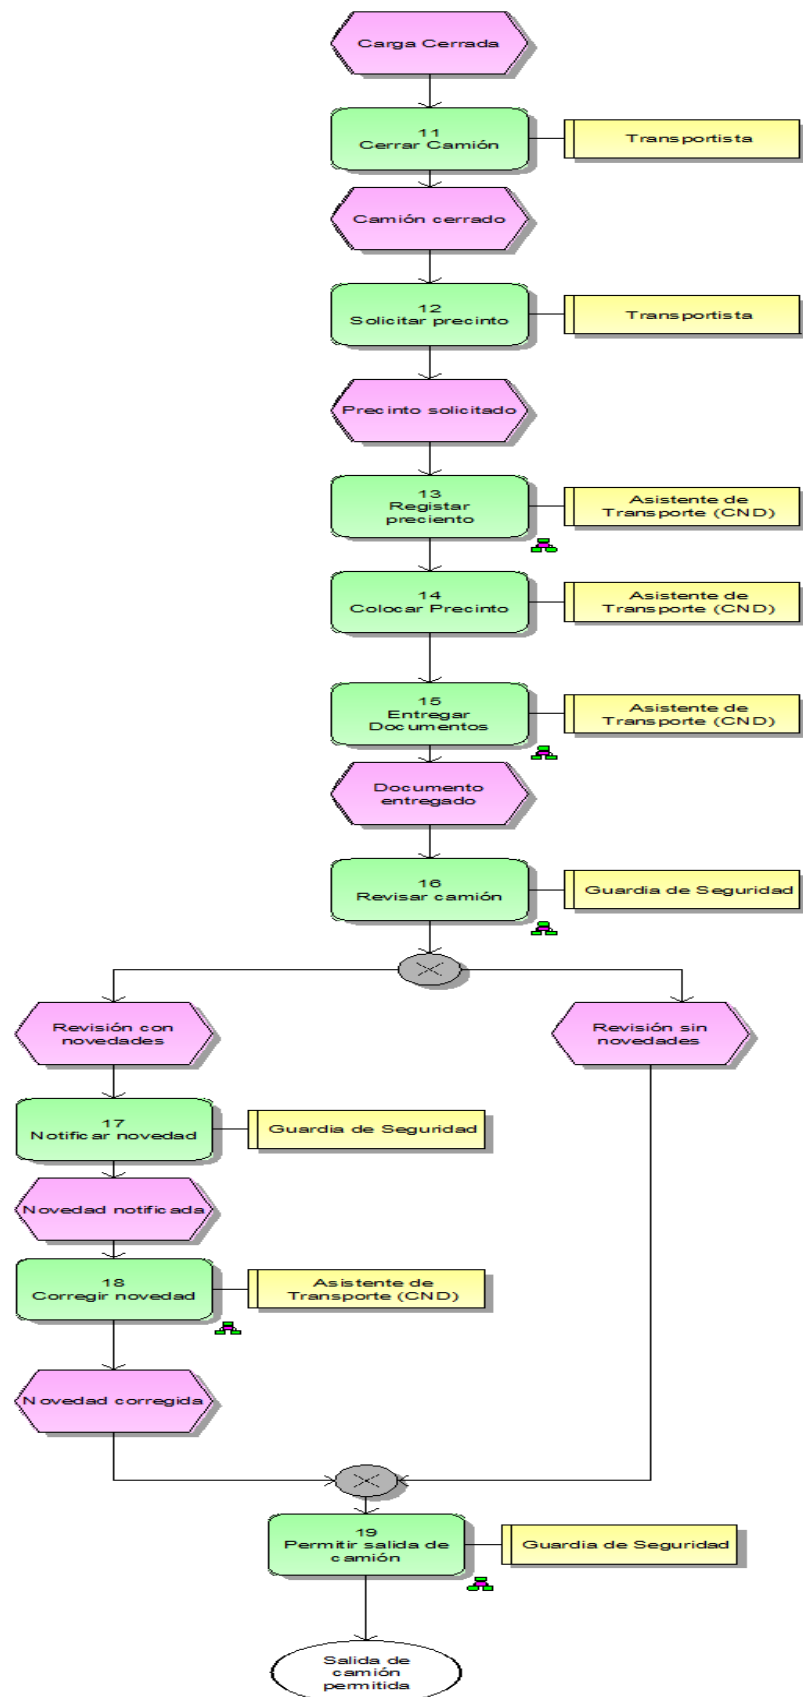 Carga Cerrada
11
Cerrar Camión
Transportista
Camión cerrado
12
Solicitar precinto
Transportista
Precinto solicitado
13
Registar
preciento
Asistente de
Transporte (CND)
14
Colocar Precinto
Asistente de
Transporte (CND)
15
Entregar
Documentos
Asistente de
Transporte (CND)
Documento
entregado
16
Revisar camión
Guardia de Seguridad
Revisión con
novedades
Revisión sin
novedades
17
Notificar novedad
Guardia de Seguridad
Novedad notificada
18
Corregir novedad
Asistente de
Transporte (CND)
Novedad corregida
19
Permitir salida de
camión
Guardia de Seguridad
Salida de
camión
permitida